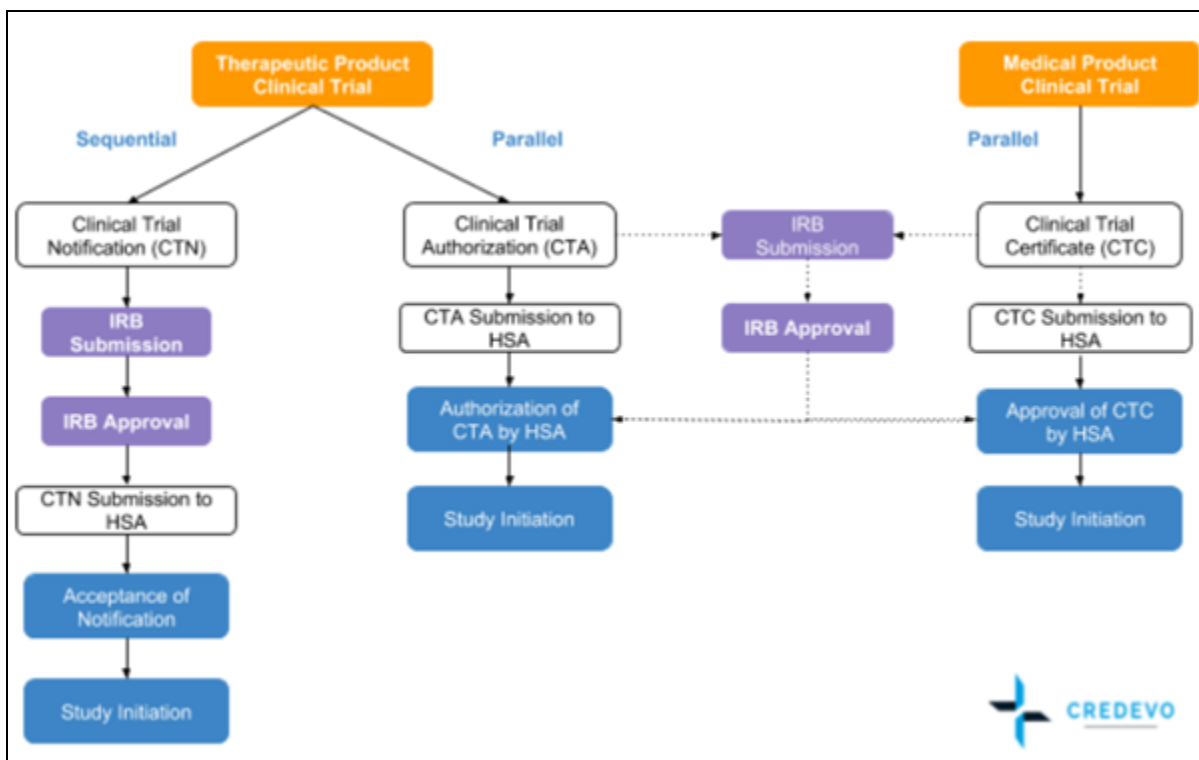 Therapeutic Product
Clinical Trial
Medical Product
Clinical Trial
Sequential
Parallel
Parallel
Clinical Trial
Notification (CTN)
Clinical Trial
Authorization (CTA)
IRB
Submission
Clinical Trial
Certificate (CTC)
IRB
Submission
CTA Submission to
HSA
IRB Approval
CTC Submission to
HSA
IRB Approval
Authorization of
CTA by HSA
Approval of CTC
by HSA
CTN Submission to
HSA
Study Initiation
Study Initiation
Acceptance of
Notification
Study Initiation
CREDEVO